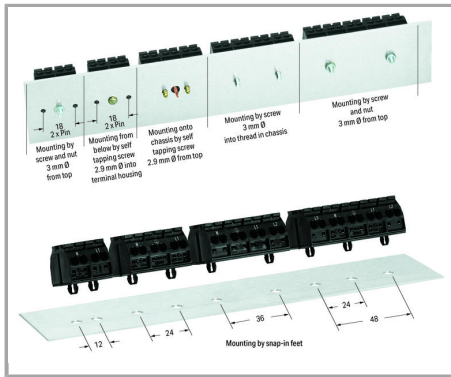 18
2 x Pin
18
2 x Pin
Mounting by
screw and nut
3 mm Ø
from top
Mounting from
below by self
tapping screw
2.9 mm Ø into
terminal housing
Mounting onto
chassis by self
tapping screw
2.9 mm Ø from top
Mounting by screw
3 mm Ø
into thread in chassis
Mounting by screw
and nut
3 mm Ø from top
12
24
36
24
48
Mounting by snap-in feet